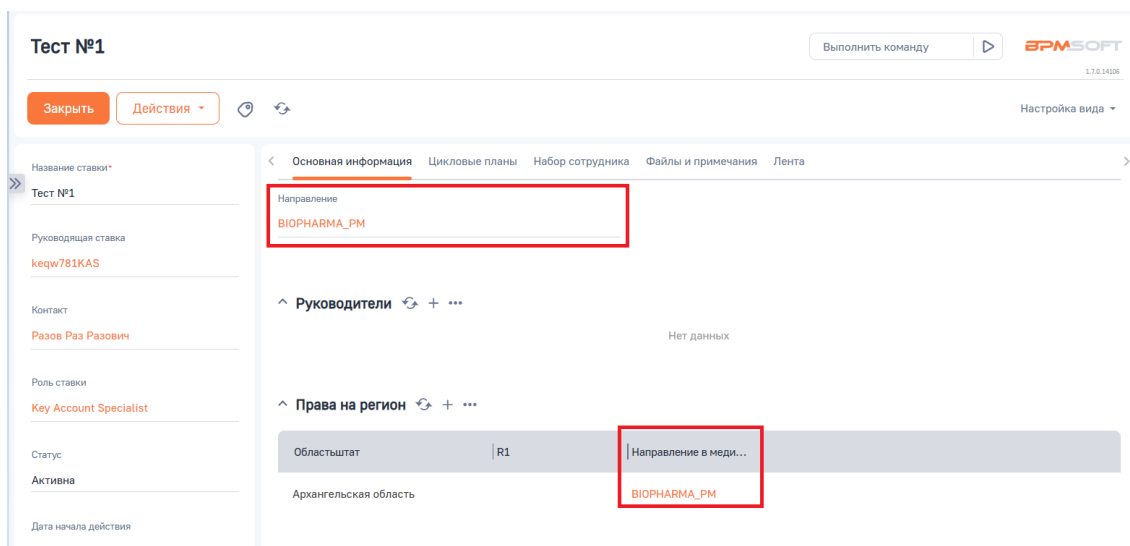 Тест №1
Выполнить команду
BPMSOFT
1.7.0.14106
Закрыть
Действия
Настройка вида
Название ставки*
Тест №1
Руководящая ставка
keqw781KAS
Контакт
Разов Раз Разович
Роль ставки
Key Account Specialist
Статус
Активна
Дата начала действия
Основная информация Цикловые планы Набор сотрудника Файлы и примечания Лента
Направление
BIOPHARMA_PM
Руководители
Нет данных
Права на регион
Областьштат R1 Направление в меди...
Архангельская область BIOPHARMA_PM